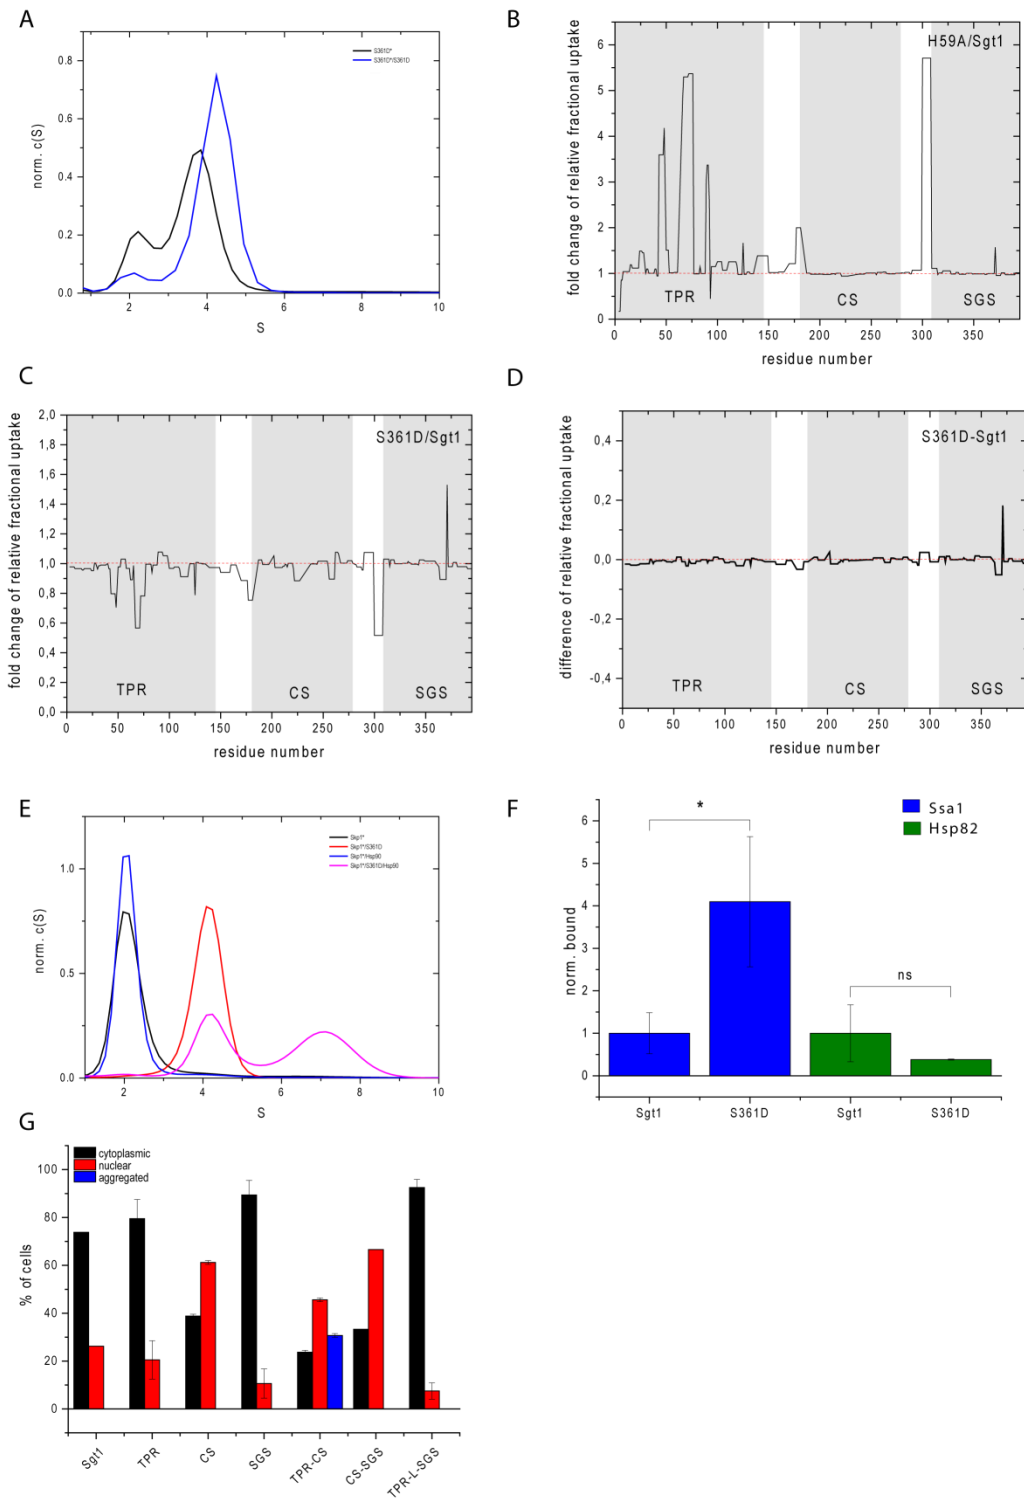 A
S361D*
S361D*/S361D
norm. c(S)
0.8
0.6
0.4
0.2
0.0
2 4 6 8 10
S
B
H59A/Sgt1
fold change of relative fractional uptake
6
5
4
3
2
1
0
TPR CS SGS
0 50 100 150 200 250 300 350
residue number
C
S361D/Sgt1
fold change of relative fractional uptake
2,0
1,8
1,6
1,4
1,2
1,0
0,8
0,6
0,4
0,2
0,0
TPR CS SGS
0 50 100 150 200 250 300 350
residue number
D
S361D-Sgt1
difference of relative fractional uptake
0,4
0,2
0,0
-0,2
-0,4
TPR CS SGS
0 50 100 150 200 250 300 350
residue number
E
Skp1*
Skp1*/S361D
Skp1*/Hsp90
Skp1*/S361D/Hsp90
norm. c(S)
1.0
0.5
0.0
2 4 6 8 10
S
F
Ssa1
Hsp82
*
ns
norm. bound
6
5
4
3
2
1
0
Sgt1 S361D Sgt1 S361D
G
cytoplasmic
nuclear
aggregated
% of cells
100
80
60
40
20
0
Sgt1 TPR CS SGS TPR-CS CS-SGS TPR-L-SGS